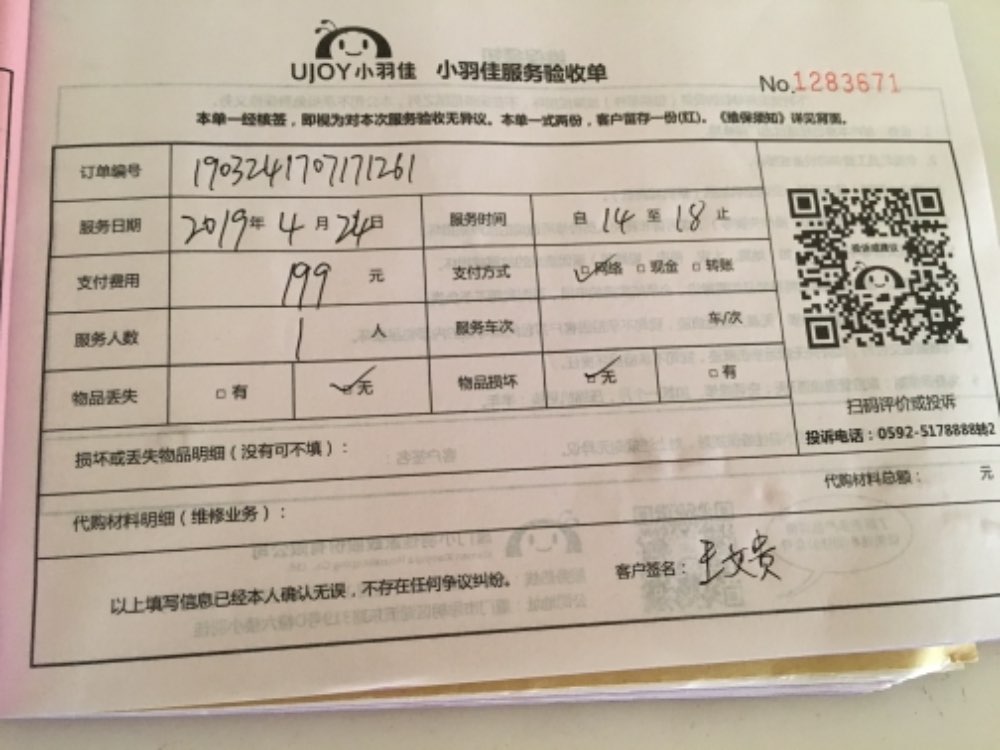 UJOY小羽佳 小羽佳服务验收单
No.1283671
本单一经核签，即视为对本次服务验收无异议。本单一式两份，客户留存一份(红)。《维保须知》详见背面。
订单编号 1903241707171261
服务日期 2019年 4月 24日 服务时间 自 14 至 18 止
支付费用 199 元 支付方式 ☑网络 □现金 □转账
服务人数 1 人 服务车次 车/次
物品丢失 □有 ☑无 物品损坏 ☑无 □有
投诉或建议
扫码评价或投诉
投诉电话：0592-5178888转2
损坏或丢失物品明细（没有可不填）：
代购材料明细（维修业务）： 代购材料总额： 元
以上填写信息已经本人确认无误，不存在任何争议纠纷。 客户签名：王文贵